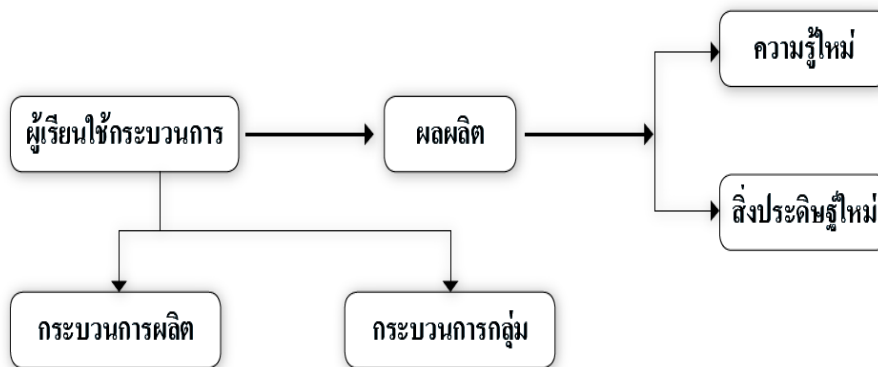 ความรู้ใหม่
ผู้เรียนใช้กระบวนการ
ผลผลิต
สิ่งประดิษฐ์ใหม่
กระบวนการผลิต
กระบวนการกลุ่ม